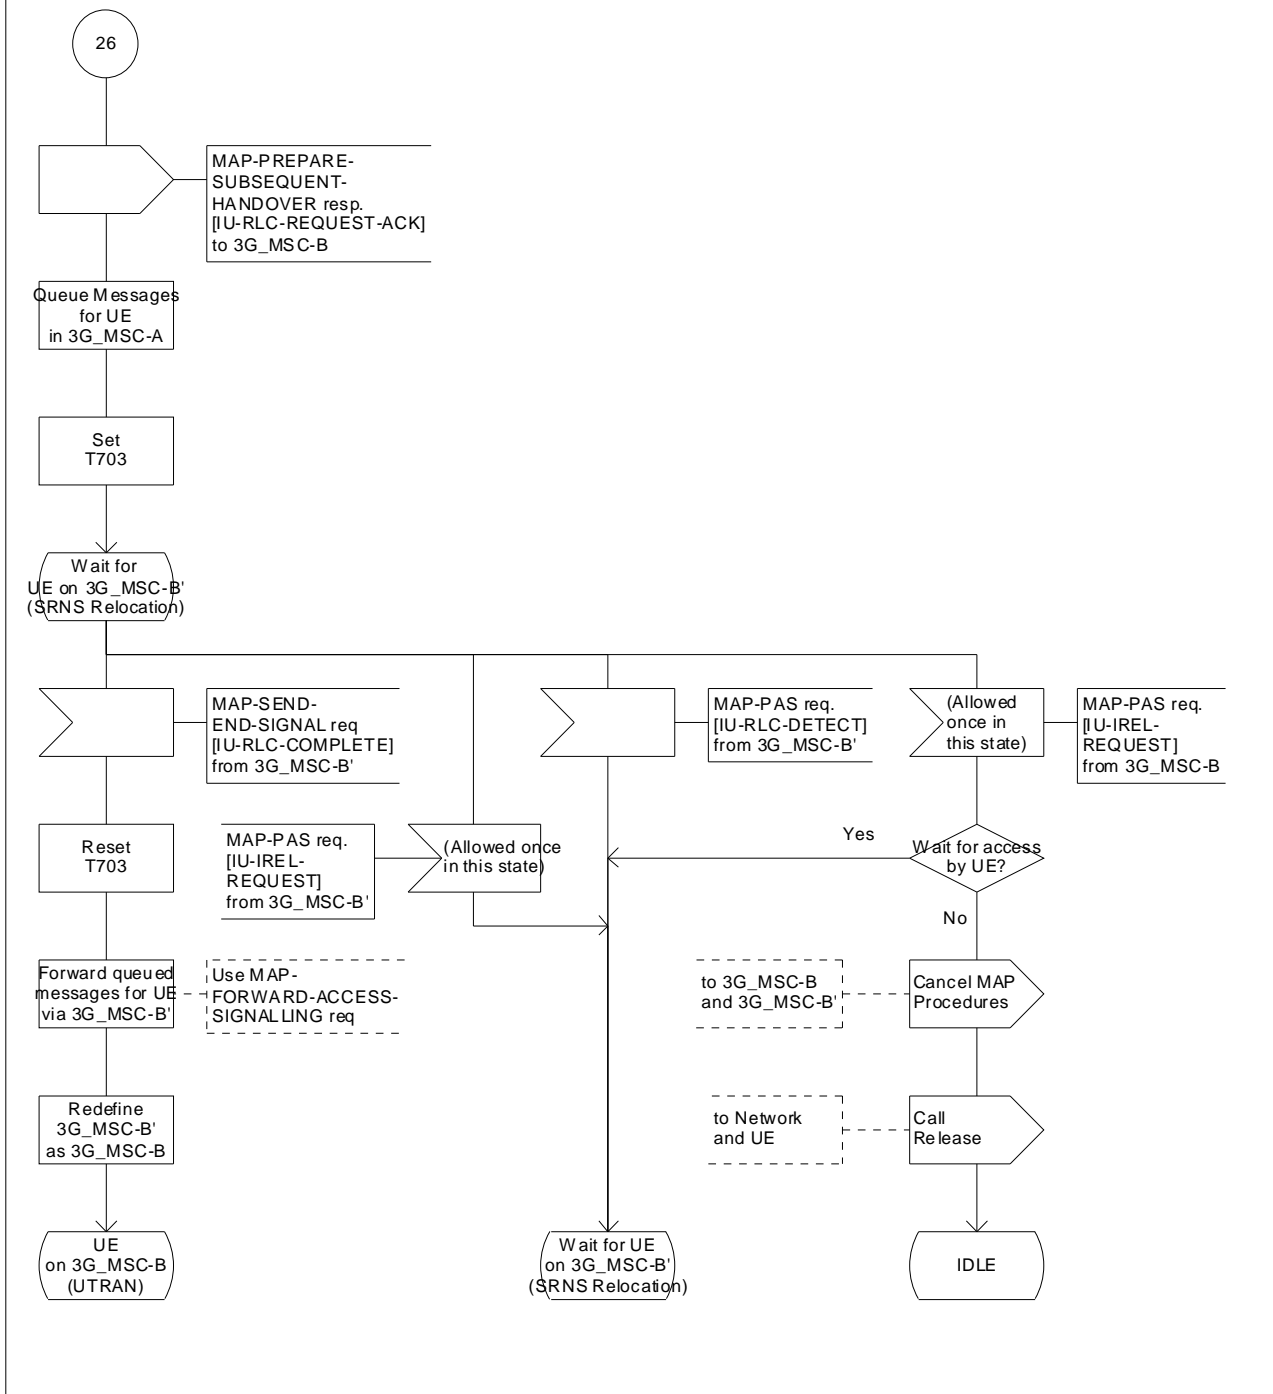 26
MAP-PREPARE-
SUBSEQUENT-
HANDOVER resp.
[IU-RLC-REQUEST-ACK]
to 3G_MSC-B
Queue Messages
for UE
in 3G_MSC-A
Set
T703
Wait for
UE on 3G_MSC-B'
(SRNS Relocation)
MAP-SEND-
END-SIGNAL req
[IU-RLC-COMPLETE]
from 3G_MSC-B'
MAP-PAS req.
[IU-RLC-DETECT]
from 3G_MSC-B'
(Allowed
once in
this state)
MAP-PAS req.
[IU-IREL-
REQUEST]
from 3G_MSC-B
Reset
T703
MAP-PAS req.
[IU-IREL-
REQUEST]
from 3G_MSC-B'
(Allowed once
in this state)
Yes
Wait for access
by UE?
No
Forward queued
messages for UE
via 3G_MSC-B'
Use MAP-
FORWARD-ACCESS-
SIGNALLING req
to 3G_MSC-B
and 3G_MSC-B'
Cancel MAP
Procedures
Redefine
3G_MSC-B'
as 3G_MSC-B
to Network
and UE
Call
Release
UE
on 3G_MSC-B
(UTRAN)
Wait for UE
on 3G_MSC-B'
(SRNS Relocation)
IDLE